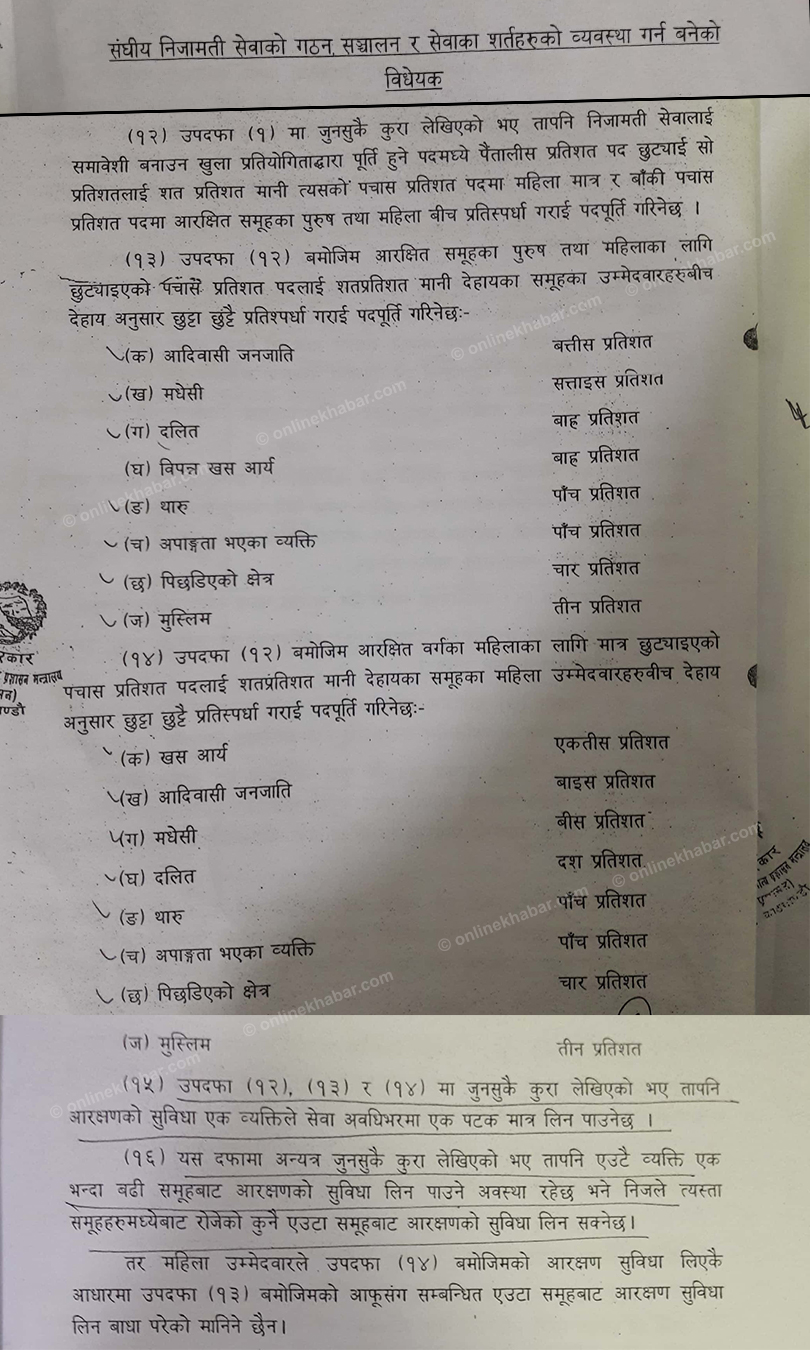 संघीय निजामती सेवाको गठन, सञ्चालन र सेवाका शर्तहरुको व्यवस्था गर्न बनेको
विधेयक
(१२) उपदफा (१) मा जुनसुकै कुरा लेखिएको भए तापनि निजामती सेवालाई
समावेशी बनाउन खुला प्रतियोगिताद्धारा पूर्ति हुने पदमध्ये पैंतालीस प्रतिशत पद छुट्याई सो
प्रतिशतलाई शत प्रतिशत मानी त्यसको पचास प्रतिशत पदमा महिला मात्र र बाँकी पचास
प्रतिशत पदमा आरक्षित समूहका पुरुष तथा महिला बीच प्रतिस्पर्धा गराई पदपूर्ति गरिनेछ ।
(१३) उपदफा (१२) बमोजिम आरक्षित समूहका पुरुष तथा महिलाका लागि
छुट्याइएको पचासै प्रतिशत पदलाई शतप्रतिशत मानी देहायका समूहका उम्मेदवारहरुबीच
देहाय अनुसार छुट्टा छुट्टै प्रतिश्पर्धा गराई पदपूर्ति गरिनेछः-
(क) आदिवासी जनजाति बत्तीस प्रतिशत
(ख) मधेसी सत्ताइस प्रतिशत
(ग) दलित बाह्र प्रतिशत
(घ) विपन्न खस आर्य बाह्र प्रतिशत
(ङ) थारु पाँच प्रतिशत
(च) अपाङ्गता भएका व्यक्ति पाँच प्रतिशत
(छ) पिछडिएको क्षेत्र चार प्रतिशत
(ज) मुस्लिम तीन प्रतिशत
(१४) उपदफा (१२) बमोजिम आरक्षित वर्गका महिलाका लागि मात्र छुट्याइएको
पचास प्रतिशत पदलाई शतप्रतिशत मानी देहायका समूहका महिला उम्मेदवारहरुवीच देहाय
अनुसार छुट्टा छुट्टै प्रतिस्पर्धा गराई पदपूर्ति गरिनेछः-
(क) खस आर्य एकतीस प्रतिशत
(ख) आदिवासी जनजाति बाइस प्रतिशत
(ग) मधेसी बीस प्रतिशत
(घ) दलित दश प्रतिशत
(ङ) थारु पाँच प्रतिशत
(च) अपाङ्गता भएका व्यक्ति पाँच प्रतिशत
(छ) पिछडिएको क्षेत्र चार प्रतिशत
(ज) मुस्लिम तीन प्रतिशत
(१५) उपदफा (१२), (१३) र (१४) मा जुनसुकै कुरा लेखिएको भए तापनि
आरक्षणको सुविधा एक व्यक्तिले सेवा अवधिभरमा एक पटक मात्र लिन पाउनेछ ।
(१६) यस दफामा अन्यत्र जुनसुकै कुरा लेखिएको भए तापनि एउटै व्यक्ति एक
भन्दा बढी समूहबाट आरक्षणको सुविधा लिन पाउने अवस्था रहेछ भने निजले त्यस्ता
समूहहरुमध्येबाट रोजेको कुनै एउटा समूहबाट आरक्षणको सुविधा लिन सक्नेछ।
तर महिला उम्मेदवारले उपदफा (१४) बमोजिमको आरक्षण सुविधा लिएकै
आधारमा उपदफा (१३) बमोजिमको आफूसंग सम्बन्धित एउटा समूहबाट आरक्षण सुविधा
लिन बाधा परेको मानिने छैन।
© onlinekhabar.com